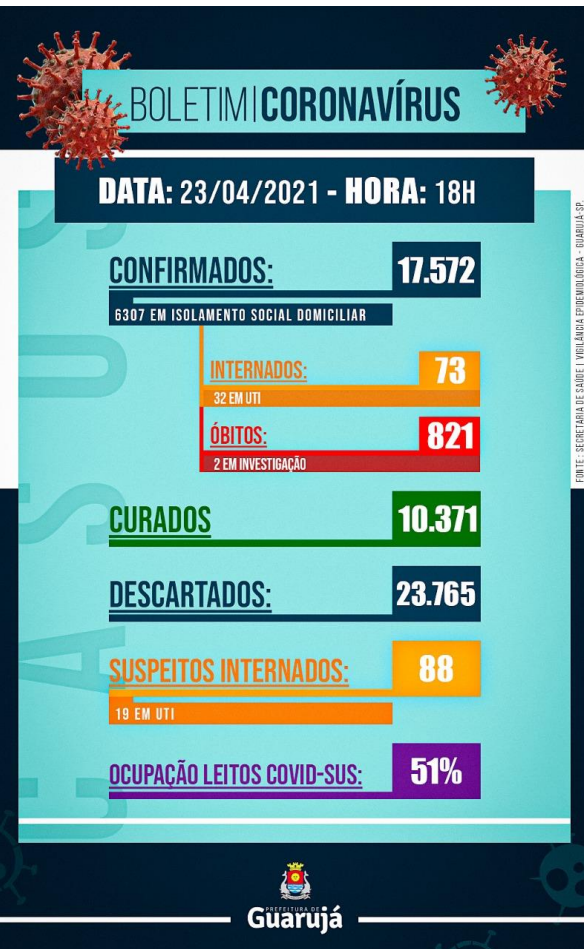 BOLETIM|CORONAVÍRUS
DATA: 23/04/2021 - HORA: 18H
CONFIRMADOS: 17.572
6307 EM ISOLAMENTO SOCIAL DOMICILIAR
INTERNADOS: 73
32 EM UTI
ÓBITOS: 821
2 EM INVESTIGAÇÃO
CURADOS 10.371
DESCARTADOS: 23.765
SUSPEITOS INTERNADOS: 88
19 EM UTI
OCUPAÇÃO LEITOS COVID-SUS: 51%
CASOS
FONTE: SECRETARIA DE SAÚDE | VIGILÂNCIA EPIDEMIOLÓGICA - GUARUJÁ-SP.
PREFEITURA DE
Guarujá